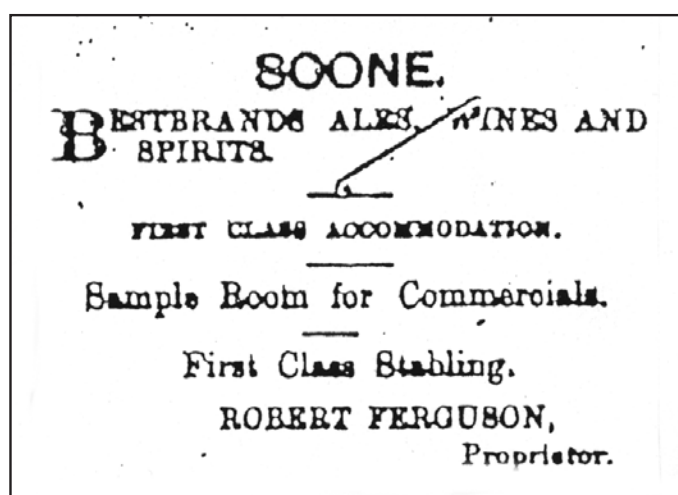 SOONE.
BESTBRANDS ALES, WINES AND
SPIRITS.
FIRST CLASS ACCOMMODATION.
Sample Room for Commercials.
First Class Stabling.
ROBERT FERGUSON,
Proprietor.